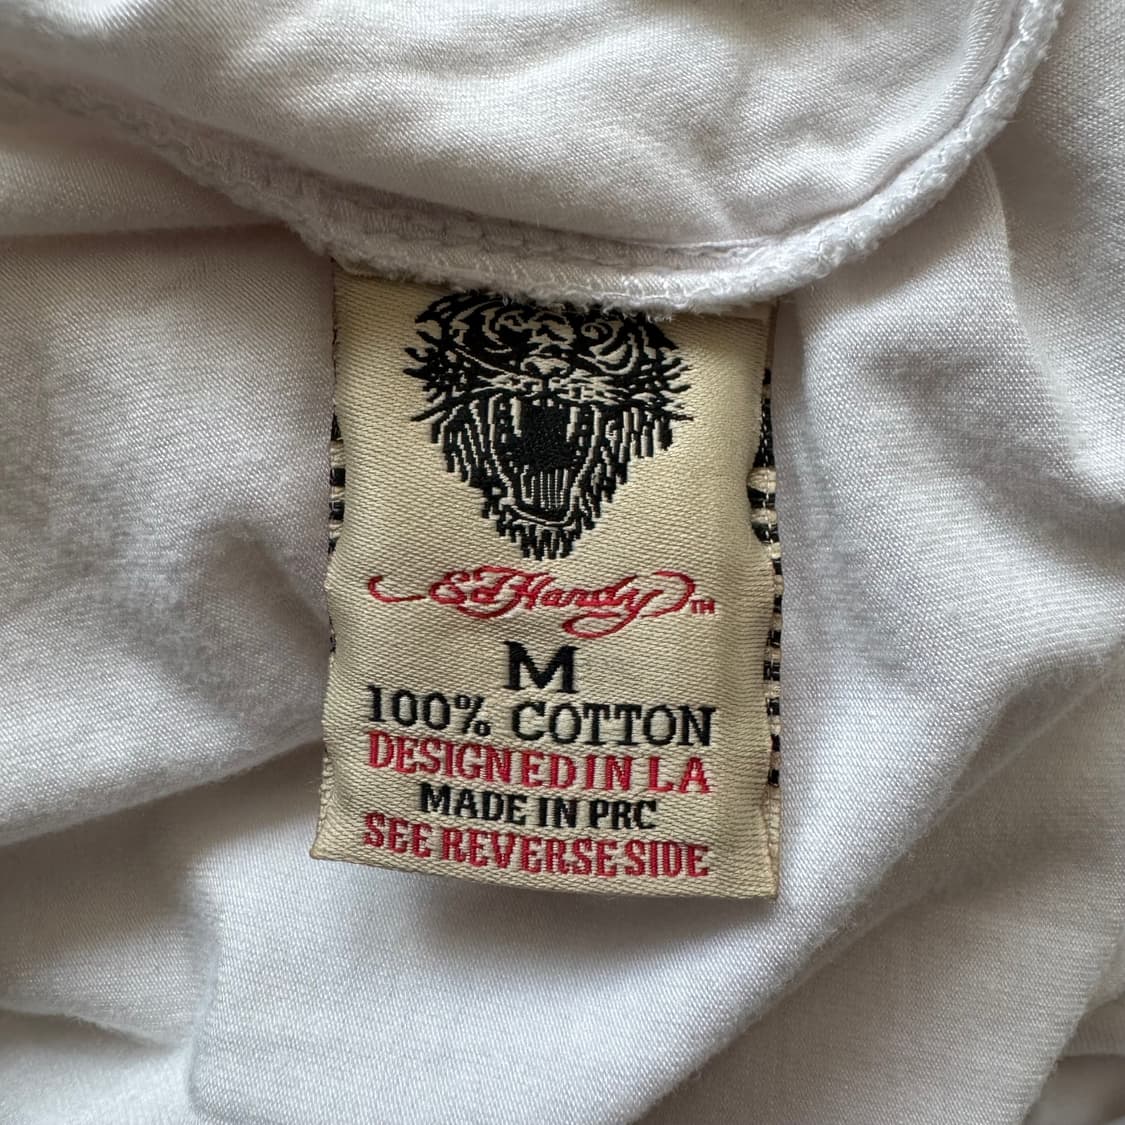 Ed Hardy TM
M
100% COTTON
DESIGNED IN LA
MADE IN PRC
SEE REVERSE SIDE